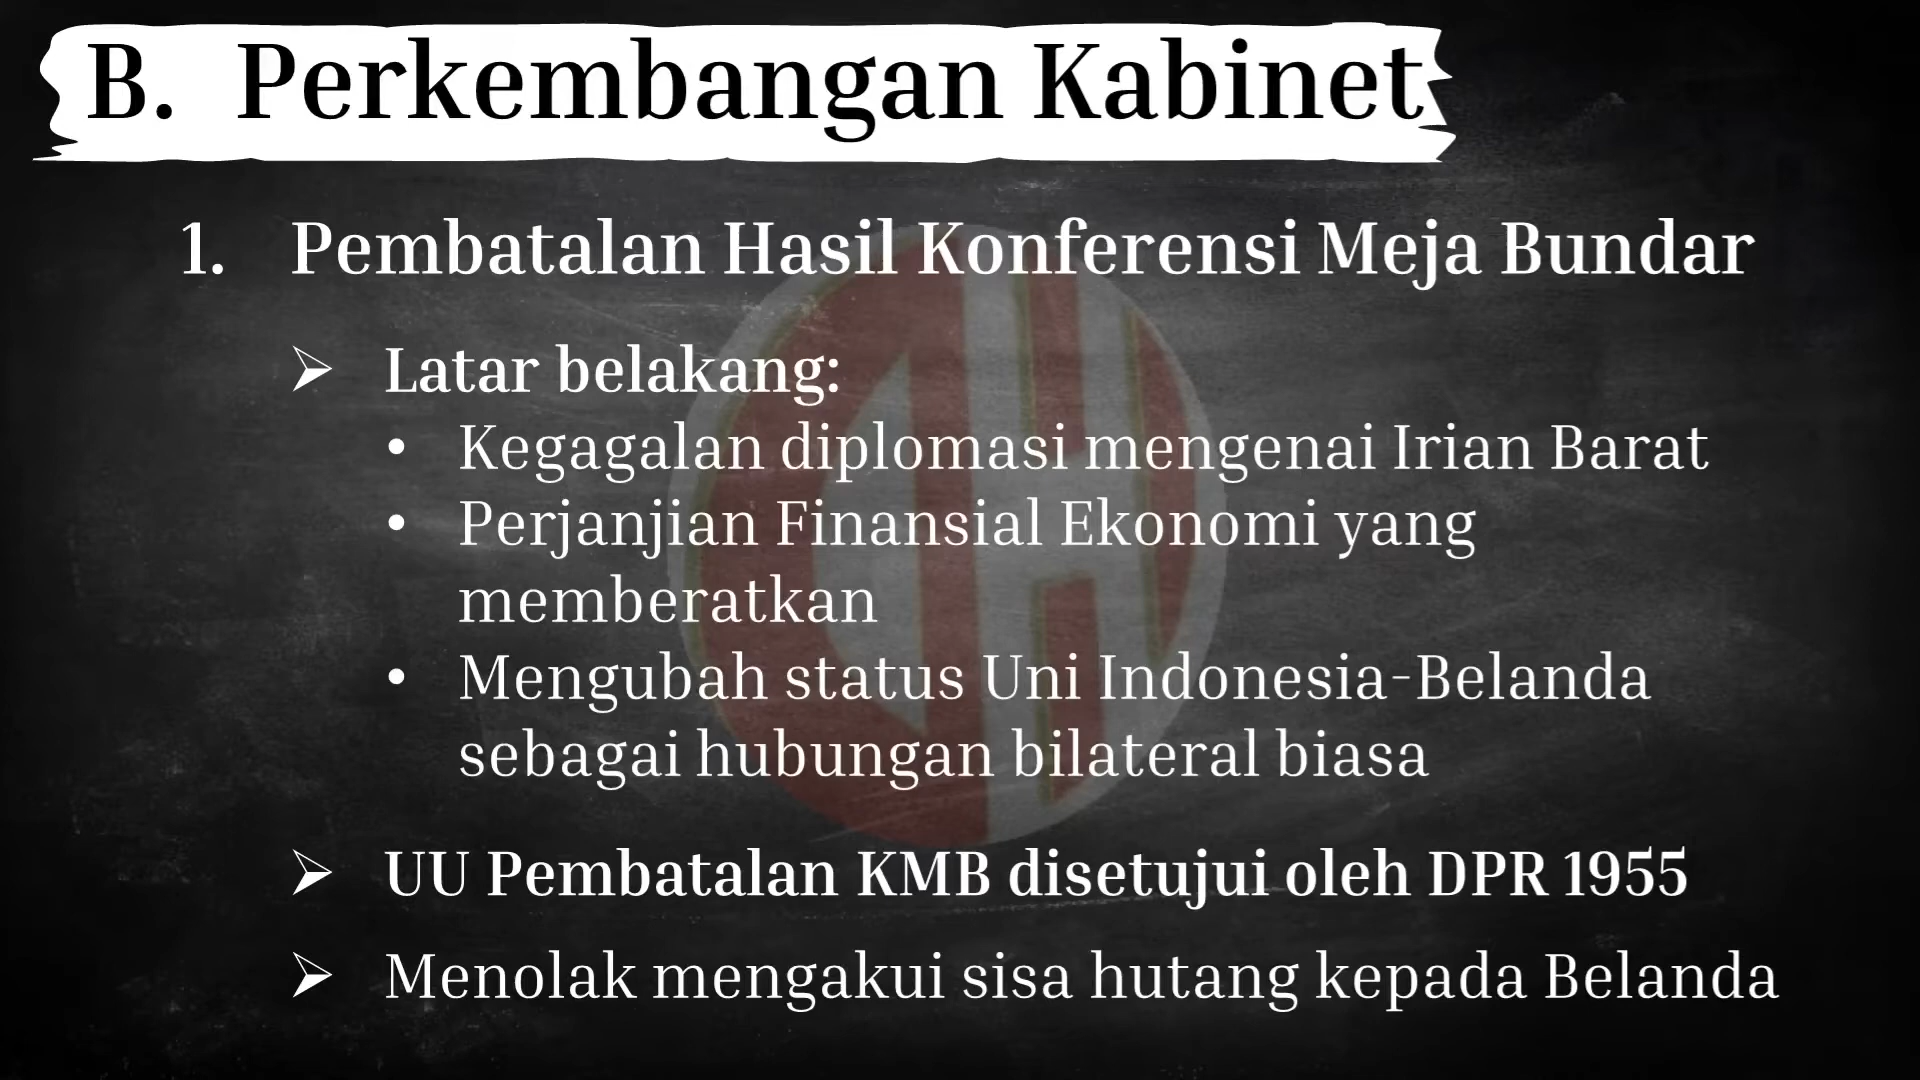 B. Perkembangan Kabinet
1. Pembatalan Hasil Konferensi Meja Bundar
➢ Latar belakang:
• Kegagalan diplomasi mengenai Irian Barat
• Perjanjian Finansial Ekonomi yang
memberatkan
• Mengubah status Uni Indonesia-Belanda
sebagai hubungan bilateral biasa
➢ UU Pembatalan KMB disetujui oleh DPR 1955
➢ Menolak mengakui sisa hutang kepada Belanda